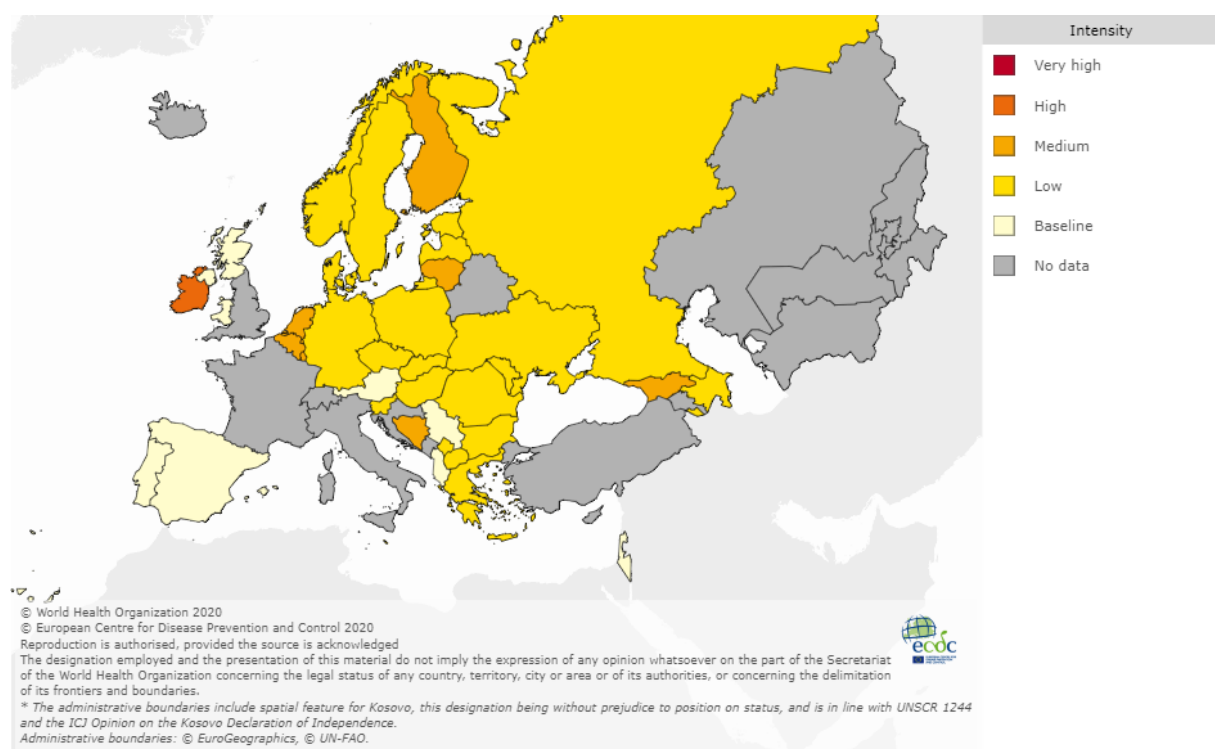 Intensity
Very high
High
Medium
Low
Baseline
No data
© World Health Organization 2020
© European Centre for Disease Prevention and Control 2020
Reproduction is authorised, provided the source is acknowledged
The designation employed and the presentation of this material do not imply the expression of any opinion whatsoever on the part of the Secretariat
of the World Health Organization concerning the legal status of any country, territory, city or area or of its authorities, or concerning the delimitation
of its frontiers and boundaries.
* The administrative boundaries include spatial feature for Kosovo, this designation being without prejudice to position on status, and is in line with UNSCR 1244
and the ICJ Opinion on the Kosovo Declaration of Independence.
Administrative boundaries: © EuroGeographics, © UN-FAO.
ecdc